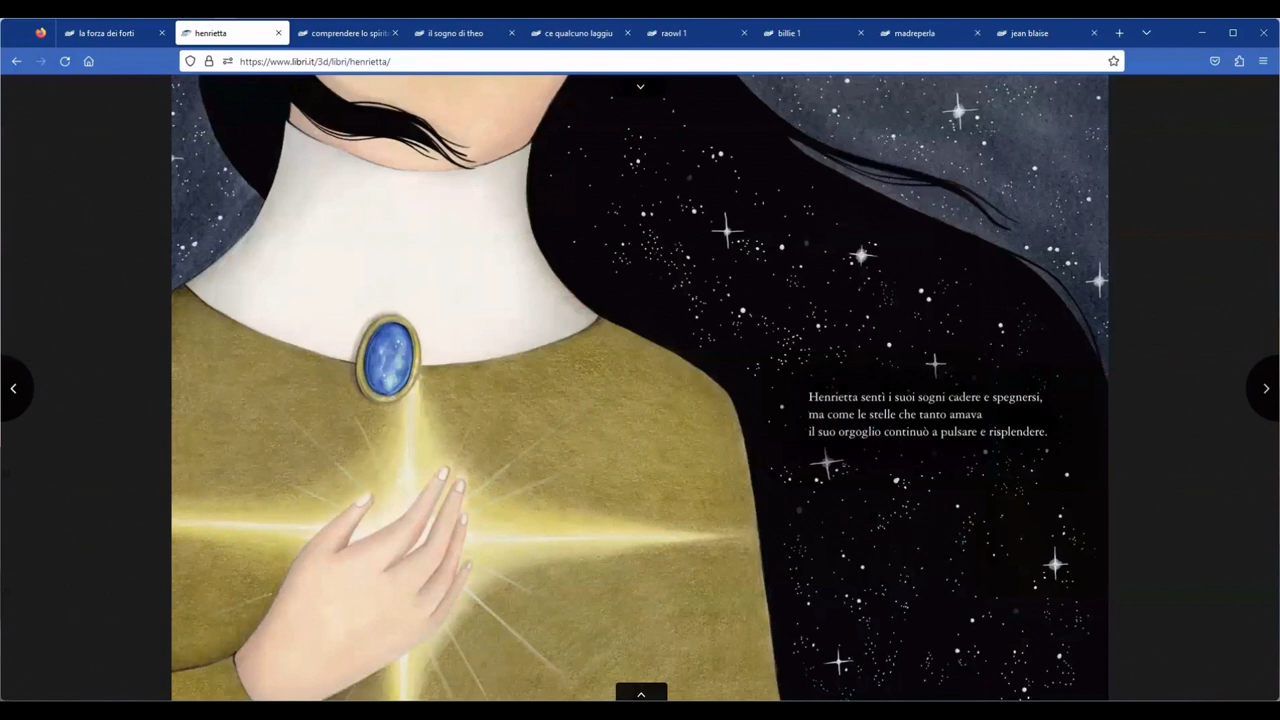 la forza dei forti
henrietta
comprendere lo spirit
il sogno di theo
ce qualcuno laggiu
raowl 1
billie 1
madreperla
jean blaise
https://www.libri.it/3d/libri/henrietta/
Henrietta sentì i suoi sogni cadere e spegnersi,
ma come le stelle che tanto amava
il suo orgoglio continuò a pulsare e risplendere.